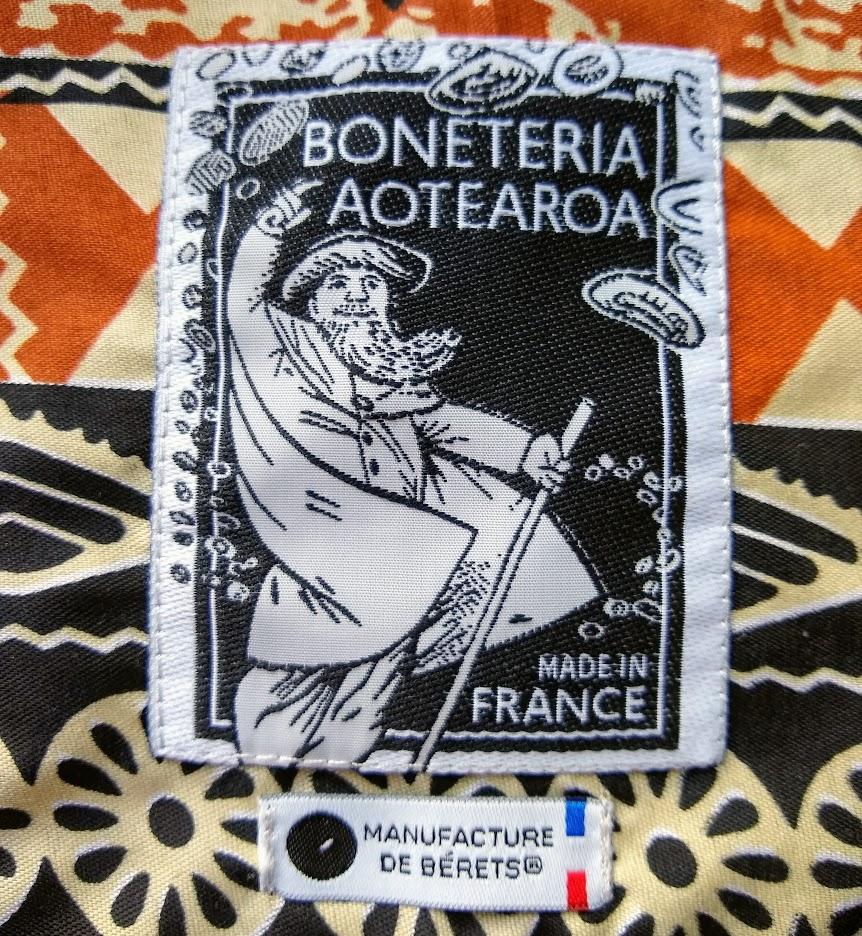 BONETERIA
AOTEAROA
MADE IN
FRANCE
MANUFACTURE
DE BÉRETS®